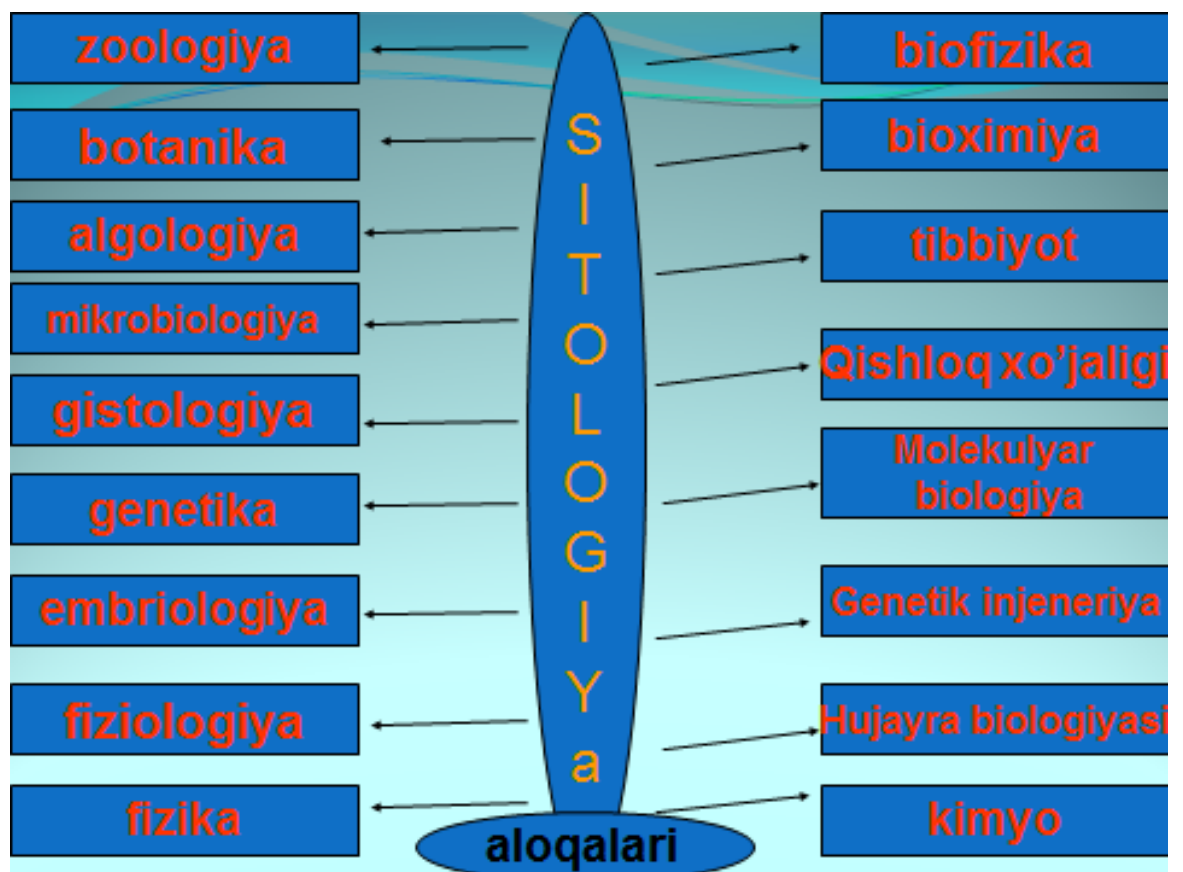 zoologiya
botanika
algologiya
mikrobiologiya
gistologiya
genetika
embriologiya
fiziologiya
fizika
SITOLOGIYa
aloqalari
biofizika
bioximiya
tibbiyot
Qishloq xo’jaligi
Molekulyar
biologiya
Genetik injeneriya
Hujayra biologiyasi
kimyo